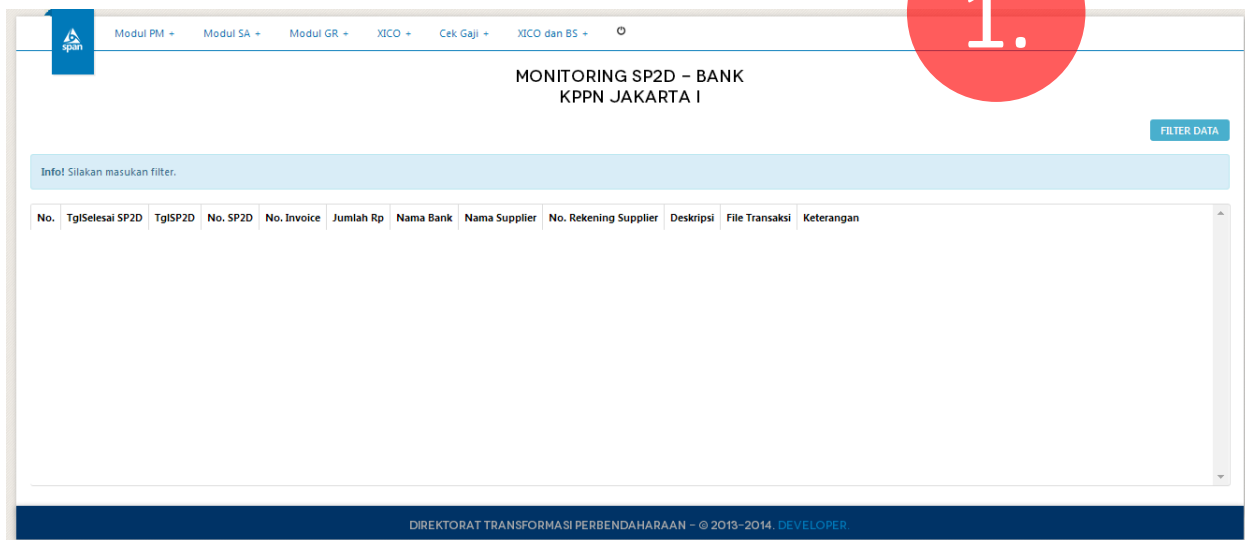 1.
span
Modul PM + Modul SA + Modul GR + XICO + Cek Gaji + XICO dan BS +
MONITORING SP2D – BANK
KPPN JAKARTA I
FILTER DATA
Info! Silakan masukan filter.
No. TglSelesai SP2D TglSP2D No. SP2D No. Invoice Jumlah Rp Nama Bank Nama Supplier No. Rekening Supplier Deskripsi File Transaksi Keterangan
DIREKTORAT TRANSFORMASI PERBENDAHARAAN – © 2013–2014. DEVELOPER.